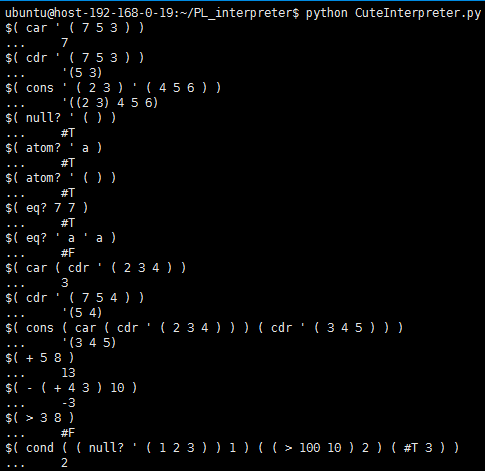 ubuntu@host-192-168-0-19:~/PL_interpreter$ python CuteInterpreter.py
$( car ' ( 7 5 3 ) )
...     7
$( cdr ' ( 7 5 3 ) )
...     '(5 3)
$( cons ' ( 2 3 ) ' ( 4 5 6 ) )
...     '((2 3) 4 5 6)
$( null? ' ( ) )
...     #T
$( atom? ' a )
...     #T
$( atom? ' ( ) )
...     #T
$( eq? 7 7 )
...     #T
$( eq? ' a ' a )
...     #F
$( car ( cdr ' ( 2 3 4 ) )
...     3
$( cdr ' ( 7 5 4 ) )
...     '(5 4)
$( cons ( car ( cdr ' ( 2 3 4 ) ) ) ( cdr ' ( 3 4 5 ) ) )
...     '(3 4 5)
$( + 5 8 )
...     13
$( - ( + 4 3 ) 10 )
...     -3
$( > 3 8 )
...     #F
$( cond ( ( null? ' ( 1 2 3 ) ) 1 ) ( ( > 100 10 ) 2 ) ( #T 3 ) )
...     2